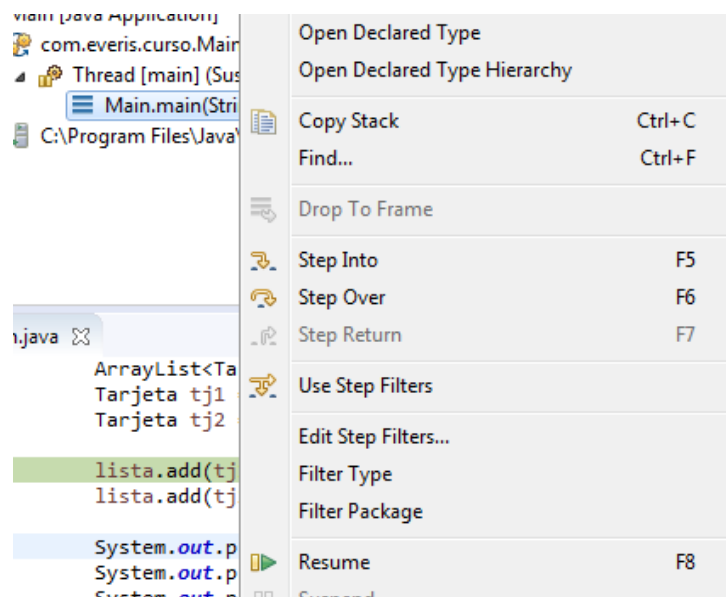 Main [Java Application]
com.everis.curso.Main
Thread [main] (Sus
Main.main(Stri
C:\Program Files\Java\
Open Declared Type
Open Declared Type Hierarchy
Copy Stack Ctrl+C
Find... Ctrl+F
Drop To Frame
Step Into F5
Step Over F6
Step Return F7
Use Step Filters
Edit Step Filters...
Filter Type
Filter Package
Resume F8
Suspend
n.java
ArrayList<Ta
Tarjeta tj1 =
Tarjeta tj2
lista.add(tj
lista.add(tj
System.out.p
System.out.p
System.out.p